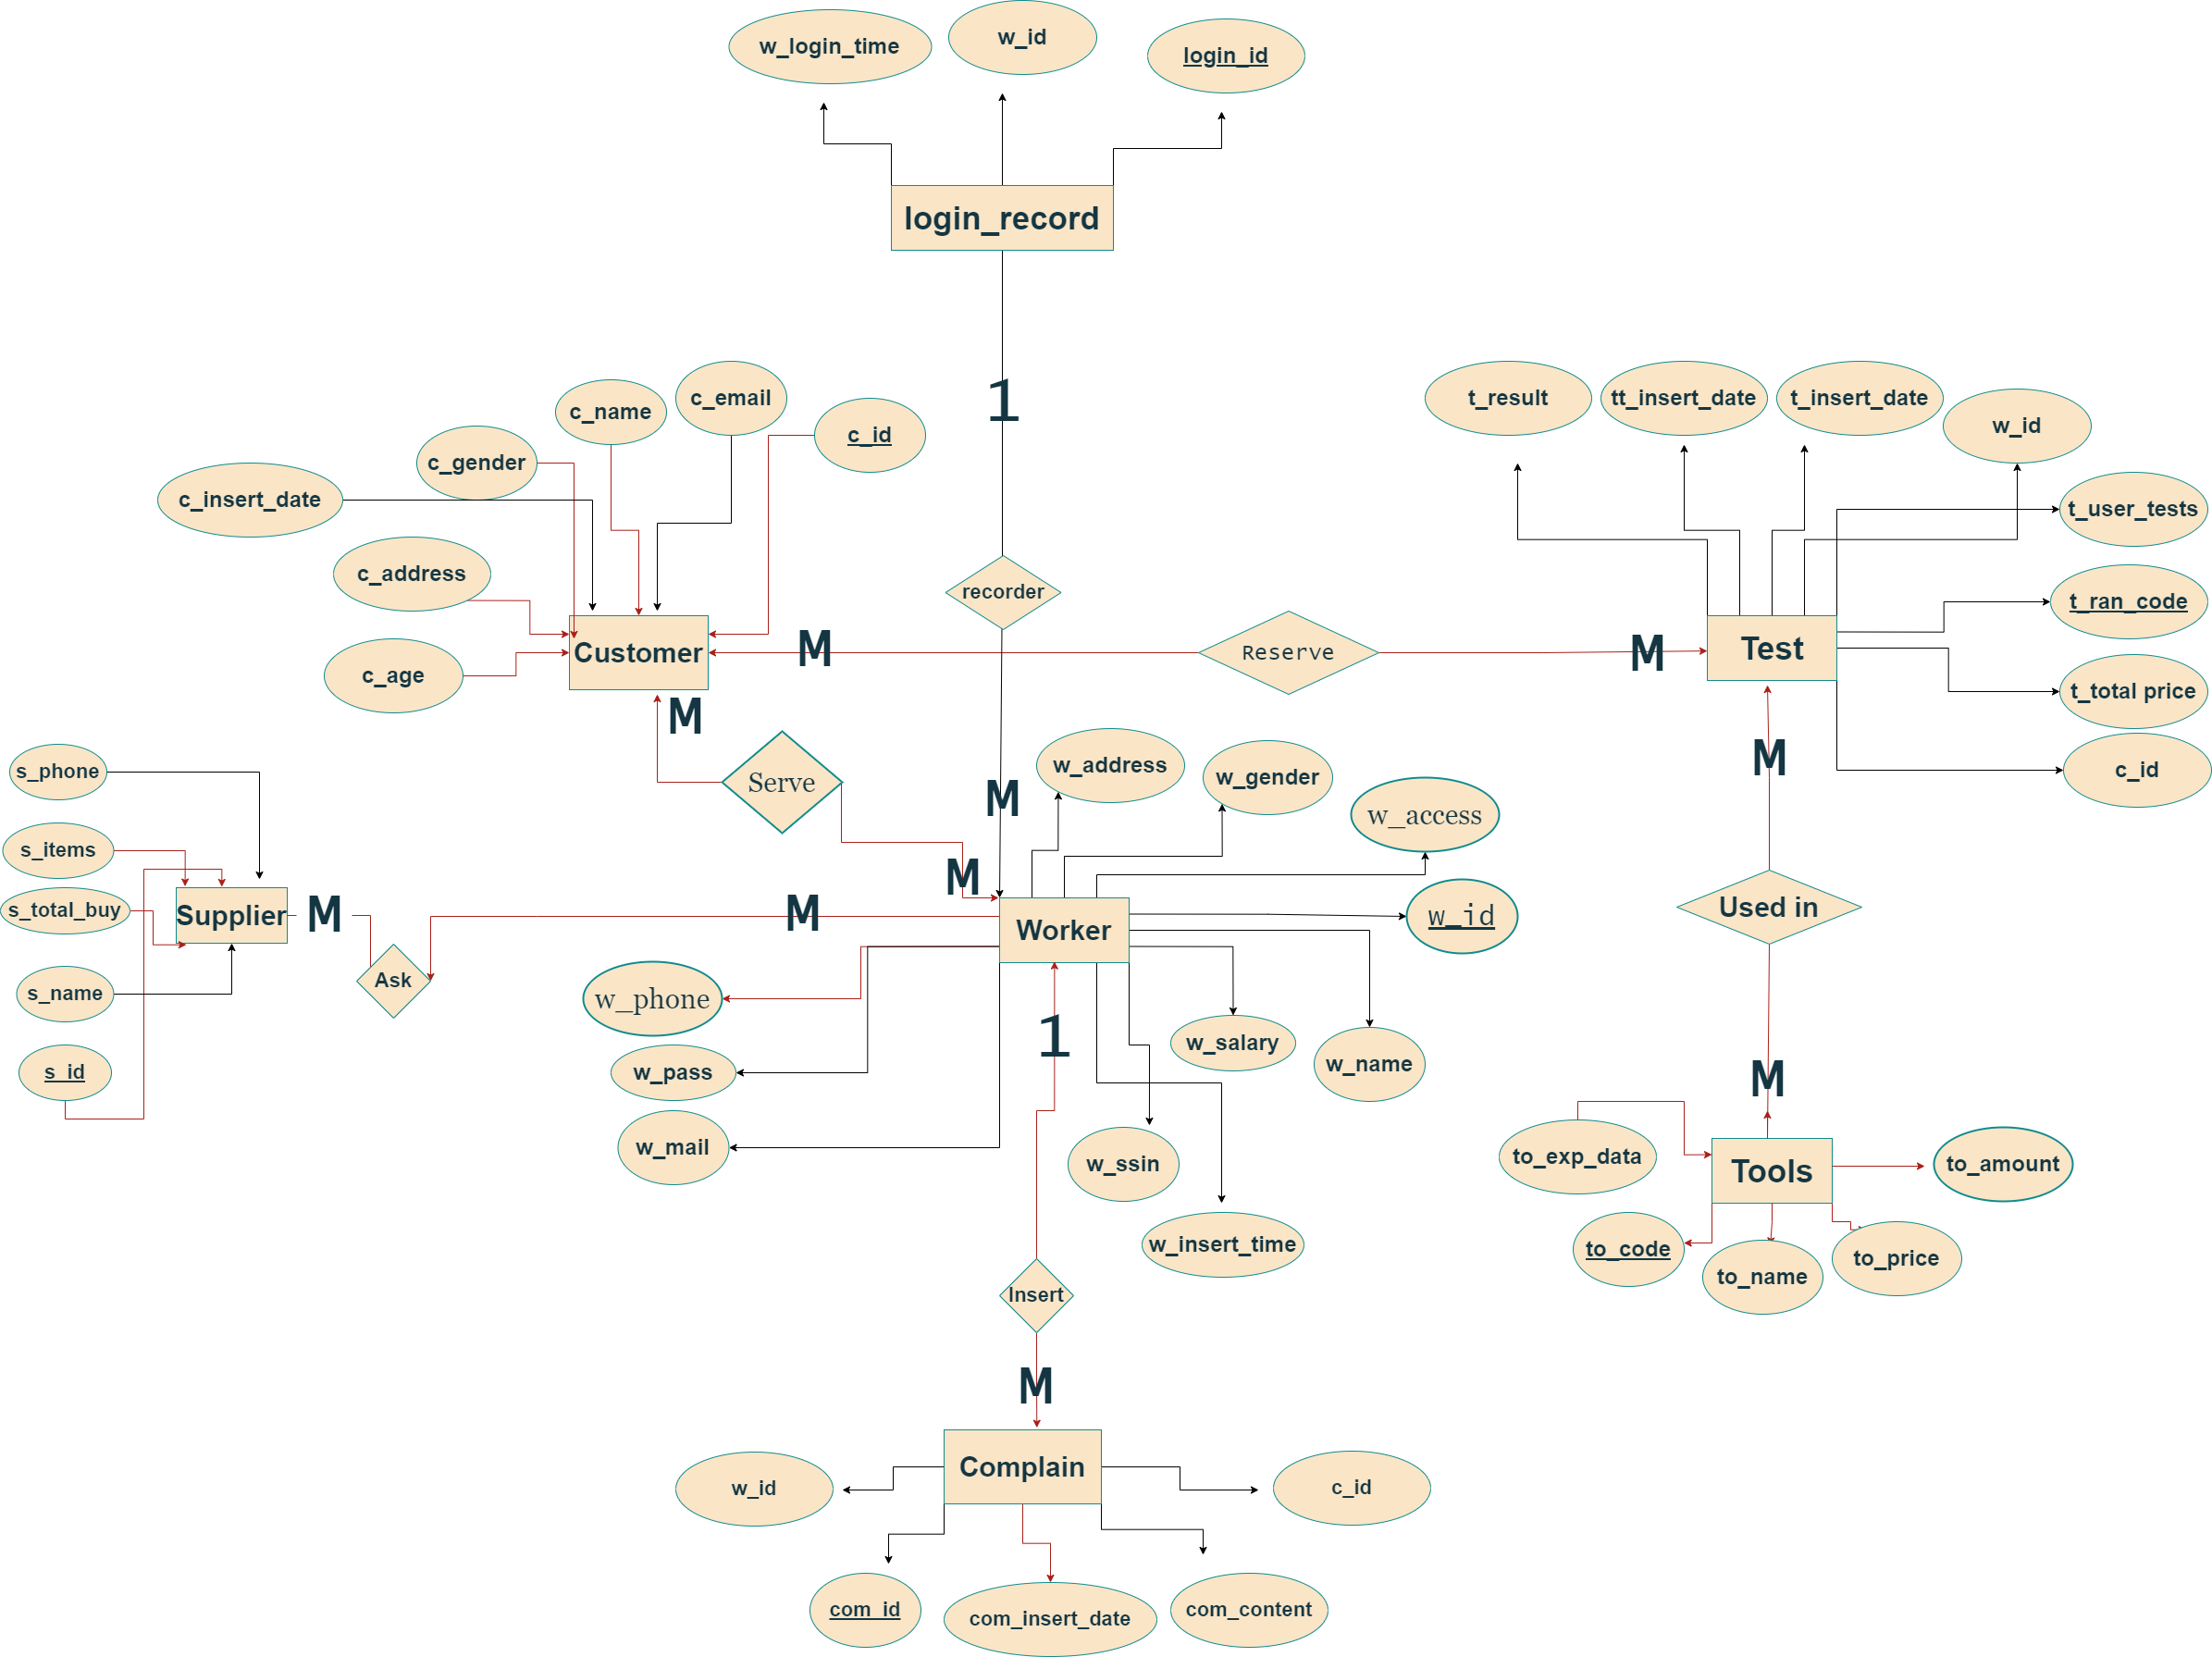 w_login_time
w_id
login_id
login_record
1
c_name
c_email
c_id
c_gender
c_insert_date
c_address
c_age
Customer
recorder
M
Reserve
M
t_result
tt_insert_date
t_insert_date
w_id
t_user_tests
t_ran_code
Test
t_total price
c_id
M
M
Serve
M
M
w_address
w_gender
w_access
w_id
s_phone
s_items
s_total_buy
Supplier
M
M
Ask
s_name
s_id
Worker
w_phone
w_pass
w_mail
1
w_salary
w_name
w_ssin
w_insert_time
Used in
M
to_exp_data
Tools
to_amount
to_code
to_name
to_price
Insert
M
Complain
w_id
c_id
com_id
com_insert_date
com_content